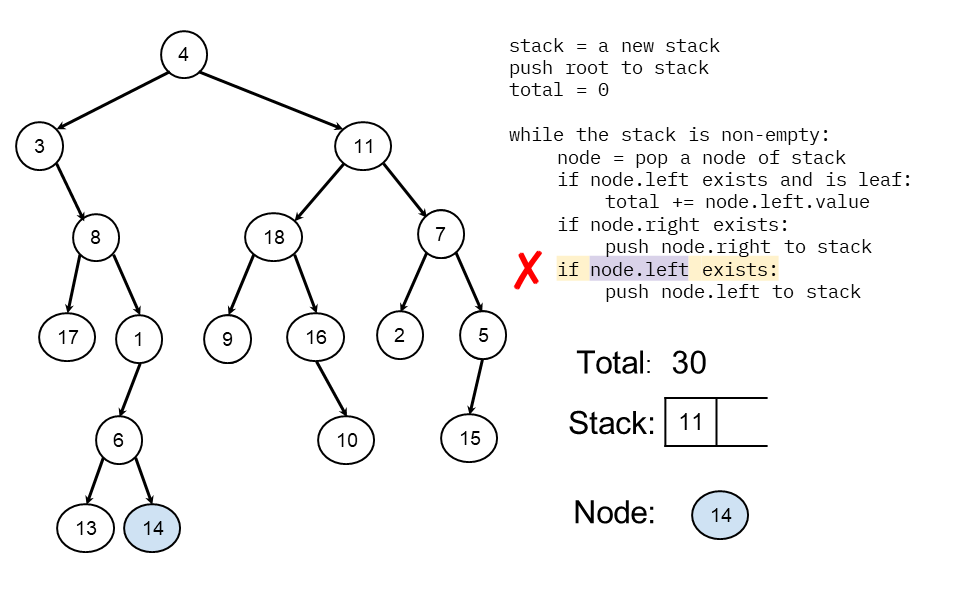 4
3
11
8
18
7
17
1
9
16
2
5
6
10
15
13
14
stack = a new stack
push root to stack
total = 0
while the stack is non-empty:
node = pop a node of stack
if node.left exists and is leaf:
total += node.left.value
if node.right exists:
push node.right to stack
✗ if node.left exists:
push node.left to stack
Total: 30
Stack: 11
Node: 14